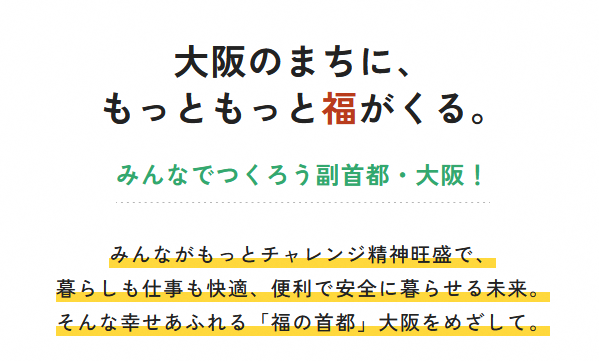 大阪のまちに、
もっともっと福がくる。
みんなでつくろう副首都・大阪！
みんながもっとチャレンジ精神旺盛で、
暮らしも仕事も快適、便利で安全に暮らせる未来。
そんな幸せあふれる「福の首都」大阪をめざして。